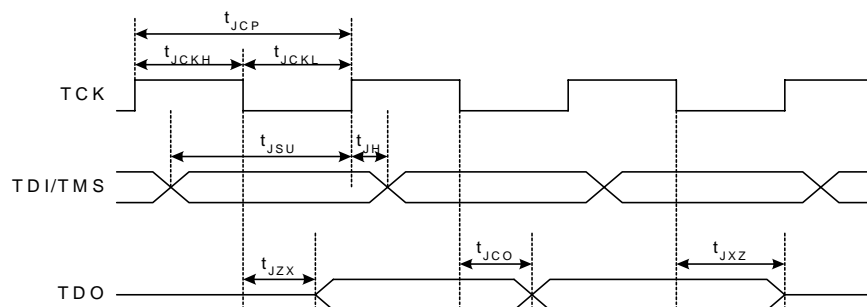 tJCP
tJCKH tJCKL
TCK
tJSU tJH
TDI/TMS
tJCO tJXZ
tJZX
TDO